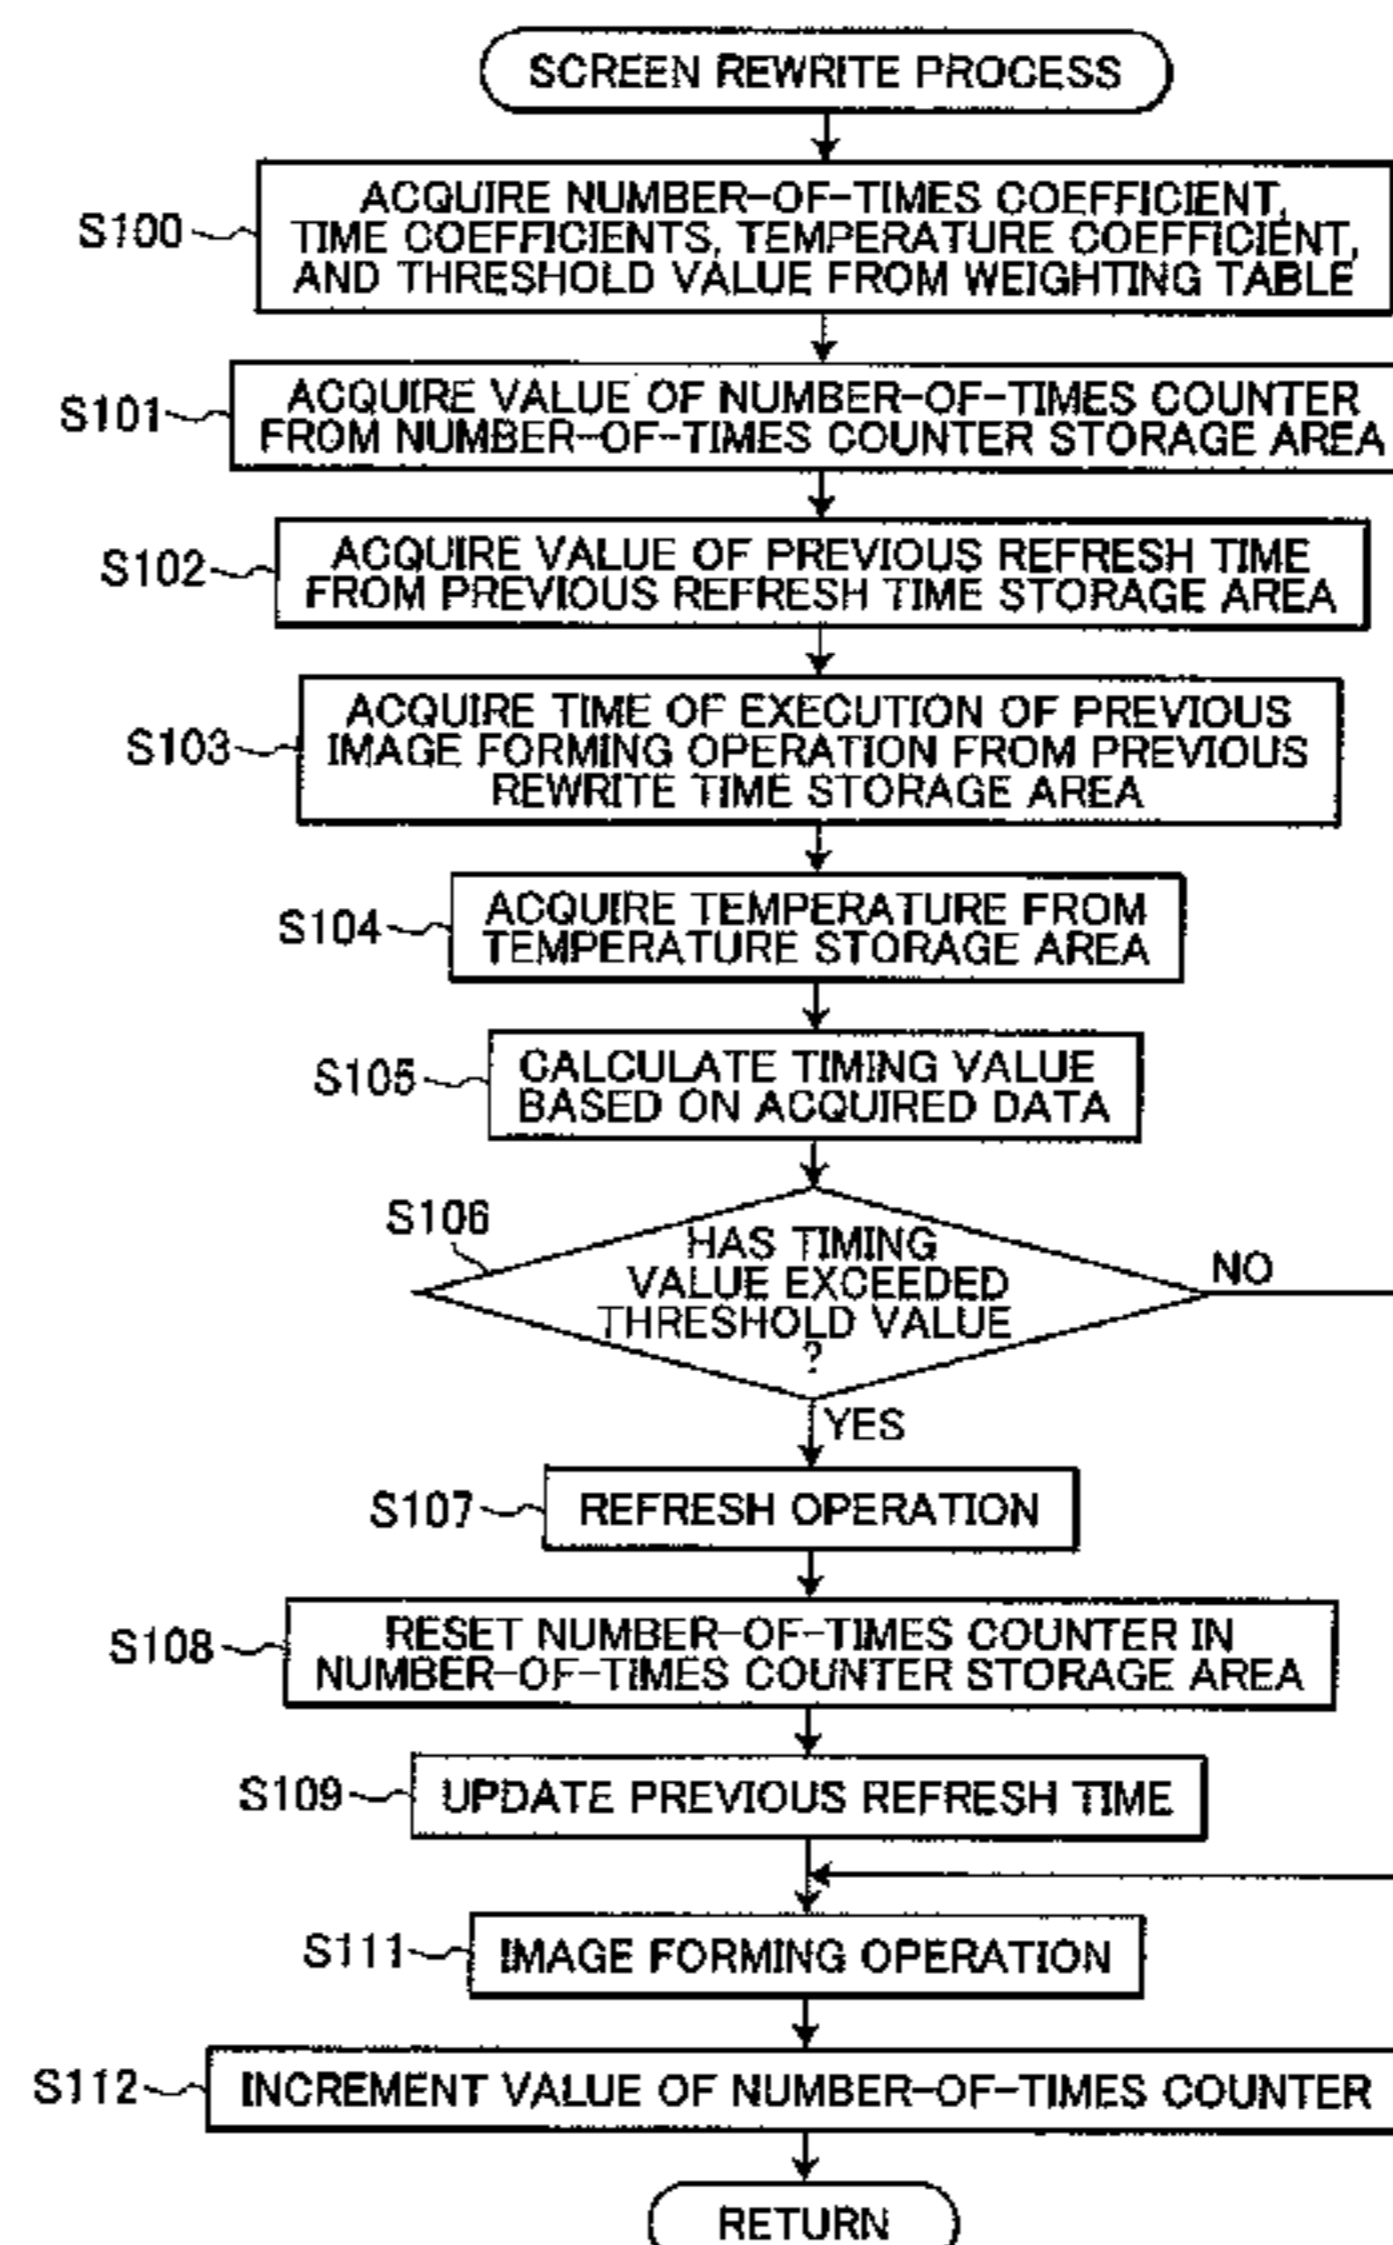 SCREEN REWRITE PROCESS
S100
ACQUIRE NUMBER-OF-TIMES COEFFICIENT,
TIME COEFFICIENTS, TEMPERATURE COEFFICIENT,
AND THRESHOLD VALUE FROM WEIGHTING TABLE
S101
ACQUIRE VALUE OF NUMBER-OF-TIMES COUNTER
FROM NUMBER-OF-TIMES COUNTER STORAGE AREA
S102
ACQUIRE VALUE OF PREVIOUS REFRESH TIME
FROM PREVIOUS REFRESH TIME STORAGE AREA
S103
ACQUIRE TIME OF EXECUTION OF PREVIOUS
IMAGE FORMING OPERATION FROM PREVIOUS
REWRITE TIME STORAGE AREA
S104
ACQUIRE TEMPERATURE FROM
TEMPERATURE STORAGE AREA
S105
CALCULATE TIMING VALUE
BASED ON ACQUIRED DATA
S106
HAS TIMING
VALUE EXCEEDED
THRESHOLD VALUE
?
NO
YES
S107
REFRESH OPERATION
S108
RESET NUMBER-OF-TIMES COUNTER IN
NUMBER-OF-TIMES COUNTER STORAGE AREA
S109
UPDATE PREVIOUS REFRESH TIME
S111
IMAGE FORMING OPERATION
S112
INCREMENT VALUE OF NUMBER-OF-TIMES COUNTER
RETURN